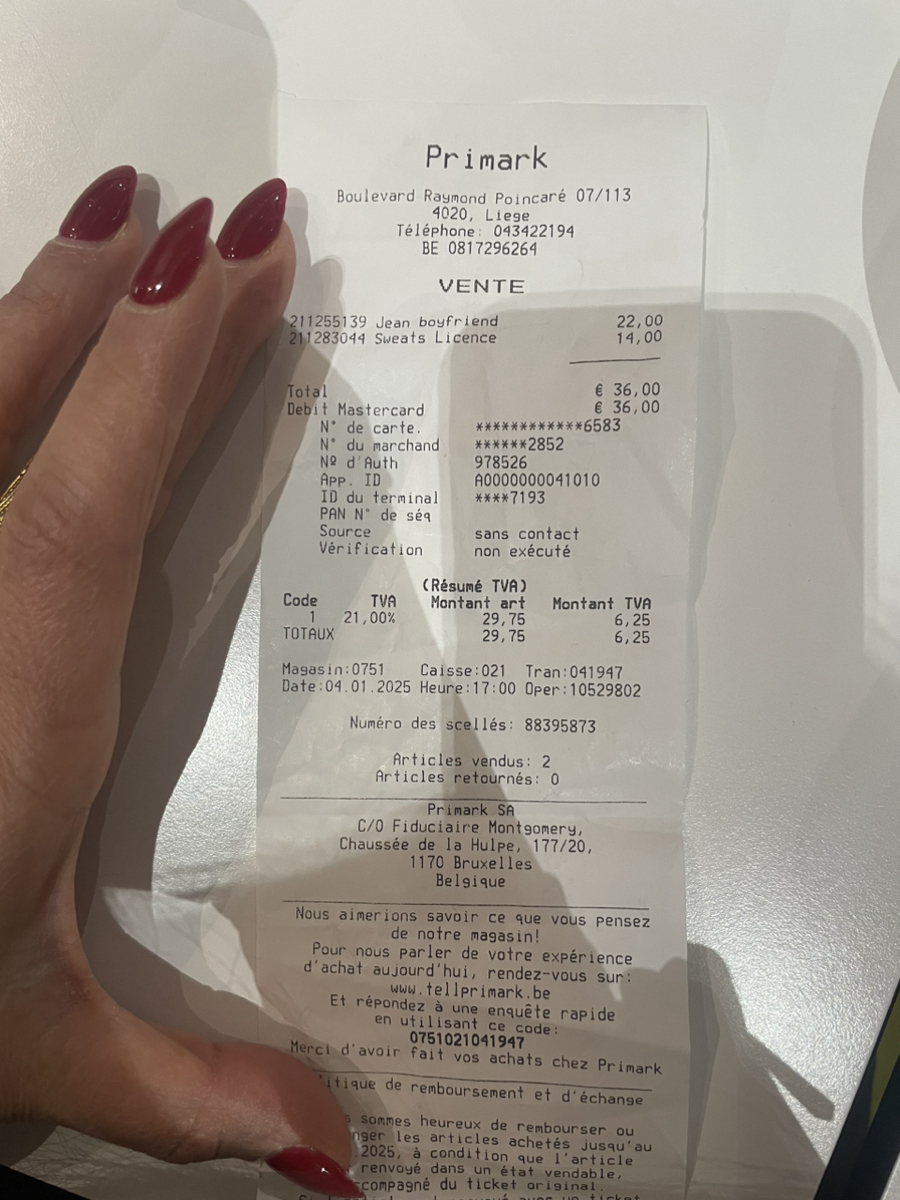 Primark
Boulevard Raymond Poincaré 07/113
4020, Liege
Téléphone: 043422194
BE 0817296264
VENTE
211255139 Jean boyfriend 22,00
211283044 Sweats Licence 14,00
Total € 36,00
Debit Mastercard € 36,00
N° de carte. ************6583
N° du marchand ******2852
Nº d'Auth 978526
App. ID A0000000041010
ID du terminal ****7193
PAN N° de séq
Source sans contact
Vérification non exécuté
(Résumé TVA)
Code TVA Montant art Montant TVA
1 21,00% 29,75 6,25
TOTAUX 29,75 6,25
Magasin:0751 Caisse:021 Tran:041947
Date:04.01.2025 Heure:17:00 Oper:10529802
Numéro des scellés: 88395873
Articles vendus: 2
Articles retournés: 0
Primark SA
C/O Fiduciaire Montgomery,
Chaussée de la Hulpe, 177/20,
1170 Bruxelles
Belgique
Nous aimerions savoir ce que vous pensez
de notre magasin!
Pour nous parler de votre expérience
d'achat aujourd'hui, rendez-vous sur:
www.tellprimark.be
Et répondez à une enquête rapide
en utilisant ce code:
0751021041947
Merci d'avoir fait vos achats chez Primark
itique de remboursement et d'échange
sommes heureux de rembourser ou
nger les articles achetés jusqu'au
.2025, à condition que l'article
renvoyé dans un état vendable,
compagné du ticket original.